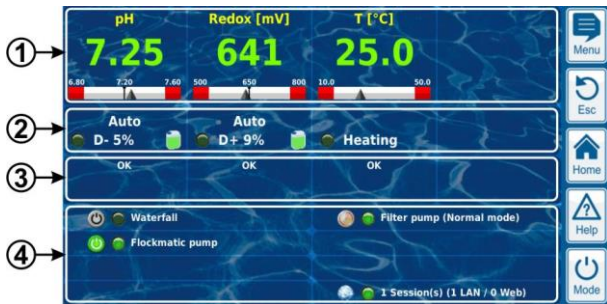 pH Redox [mV] T [°C]
1 7.25 641 25.0
6.80 7.20 7.60 500 650 800 10.0 50.0
Menu
Esc
2 Auto Auto
D- 5% D+ 9% Heating
3 OK OK OK
Home
4 Waterfall Filter pump (Normal mode)
Flockmatic pump
Help
1 Session(s) (1 LAN / 0 Web)
Mode